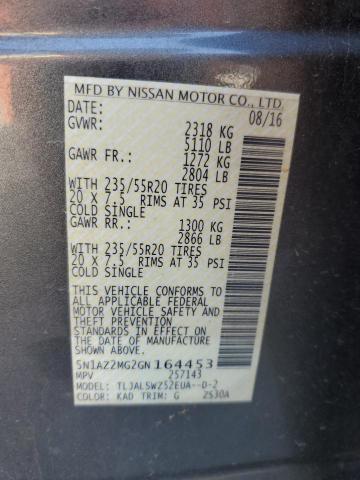 MFD BY NISSAN MOTOR CO., LTD.
DATE: 08/16
GVWR: 2318 KG
5110 LB
GAWR FR.: 1272 KG
2804 LB
WITH 235/55R20 TIRES
20 X 7.5 RIMS AT 35 PSI
COLD SINGLE
GAWR RR.: 1300 KG
2866 LB
WITH 235/55R20 TIRES
20 X 7.5 RIMS AT 35 PSI
COLD SINGLE
THIS VEHICLE CONFORMS TO
ALL APPLICABLE FEDERAL
MOTOR VEHICLE SAFETY AND
THEFT PREVENTION
STANDARDS IN EFFECT ON
THE DATE OF MANUFACTURE
SHOWN ABOVE.
5N1AZ2MG2GN164453
MPV 257143
MODEL: TLJALSWZ52EUA--D-2
COLOR: KAD TRIM: G 2530A